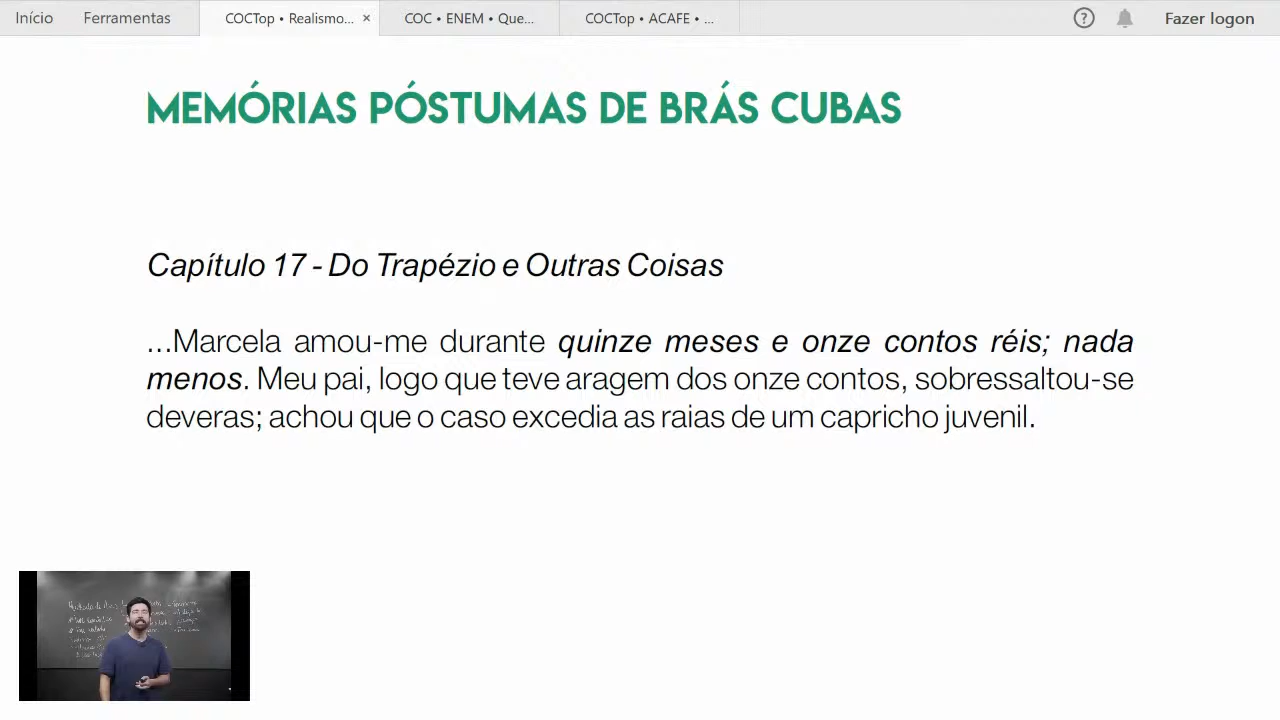 Início Ferramentas COCTop • Realismo... × COC • ENEM • Que... COCTop • ACAFE • ... ? Fazer logon
MEMÓRIAS PÓSTUMAS DE BRÁS CUBAS
Capítulo 17 - Do Trapézio e Outras Coisas
...Marcela amou-me durante quinze meses e onze contos réis; nada
menos. Meu pai, logo que teve aragem dos onze contos, sobressaltou-se
deveras; achou que o caso excedia as raias de um capricho juvenil.